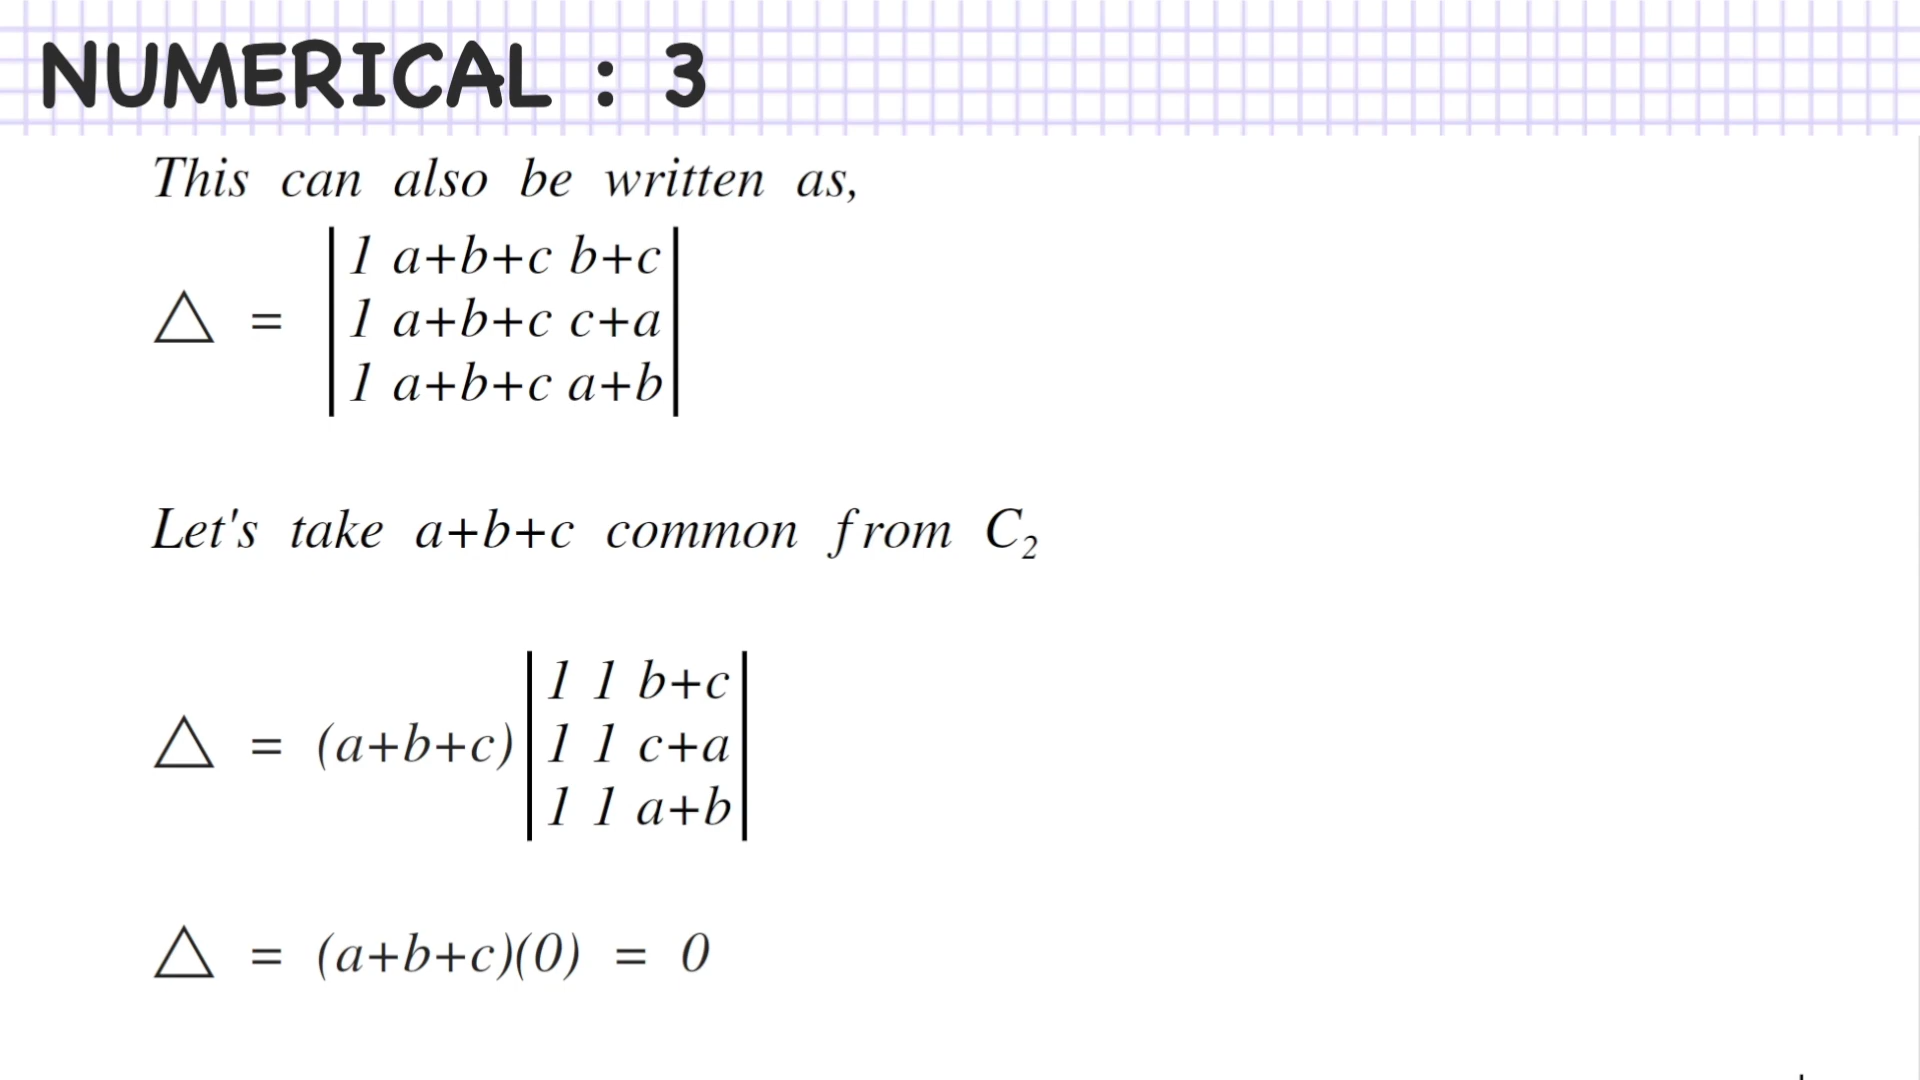 NUMERICAL : 3
This can also be written as,
| 1 a+b+c b+c |
△ = | 1 a+b+c c+a |
| 1 a+b+c a+b |
Let's take a+b+c common from C₂
| 1 1 b+c |
△ = (a+b+c) | 1 1 c+a |
| 1 1 a+b |
△ = (a+b+c)(0) = 0